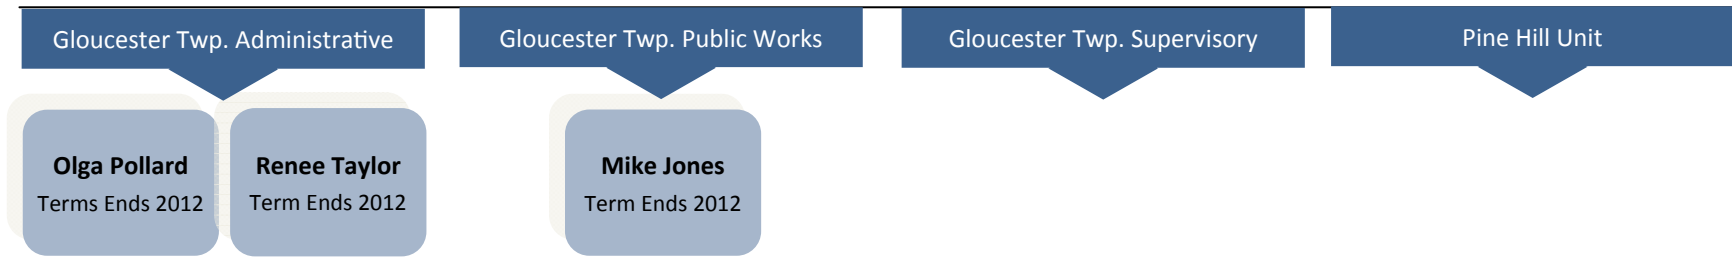 Gloucester Twp. Administrative
Gloucester Twp. Public Works
Gloucester Twp. Supervisory
Pine Hill Unit
Olga Pollard
Terms Ends 2012
Renee Taylor
Term Ends 2012
Mike Jones
Term Ends 2012